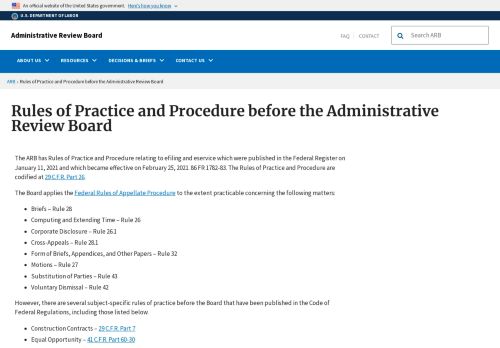 An official website of the United States government. Here's how you know
U.S. DEPARTMENT OF LABOR
Administrative Review Board
FAQ CONTACT
Search ARB
ABOUT US RESOURCES DECISIONS & BRIEFS CONTACT US
ARB › Rules of Practice and Procedure before the Administrative Review Board
Rules of Practice and Procedure before the Administrative
Review Board
The ARB has Rules of Practice and Procedure relating to efiling and eservice which were published in the Federal Register on
January 11, 2021 and which became effective on February 25, 2021. 86 FR 1782-83. The Rules of Practice and Procedure are
codified at 29 C.F.R. Part 26.
The Board applies the Federal Rules of Appellate Procedure to the extent practicable concerning the following matters:
• Briefs – Rule 28
• Computing and Extending Time – Rule 26
• Corporate Disclosure – Rule 26.1
• Cross-Appeals – Rule 28.1
• Form of Briefs, Appendices, and Other Papers – Rule 32
• Motions – Rule 27
• Substitution of Parties – Rule 43
• Voluntary Dismissal – Rule 42
However, there are several subject-specific rules of practice before the Board that have been published in the Code of
Federal Regulations, including those listed below.
• Construction Contracts – 29 C.F.R. Part 7
• Equal Opportunity – 41 C.F.R. Part 60-30